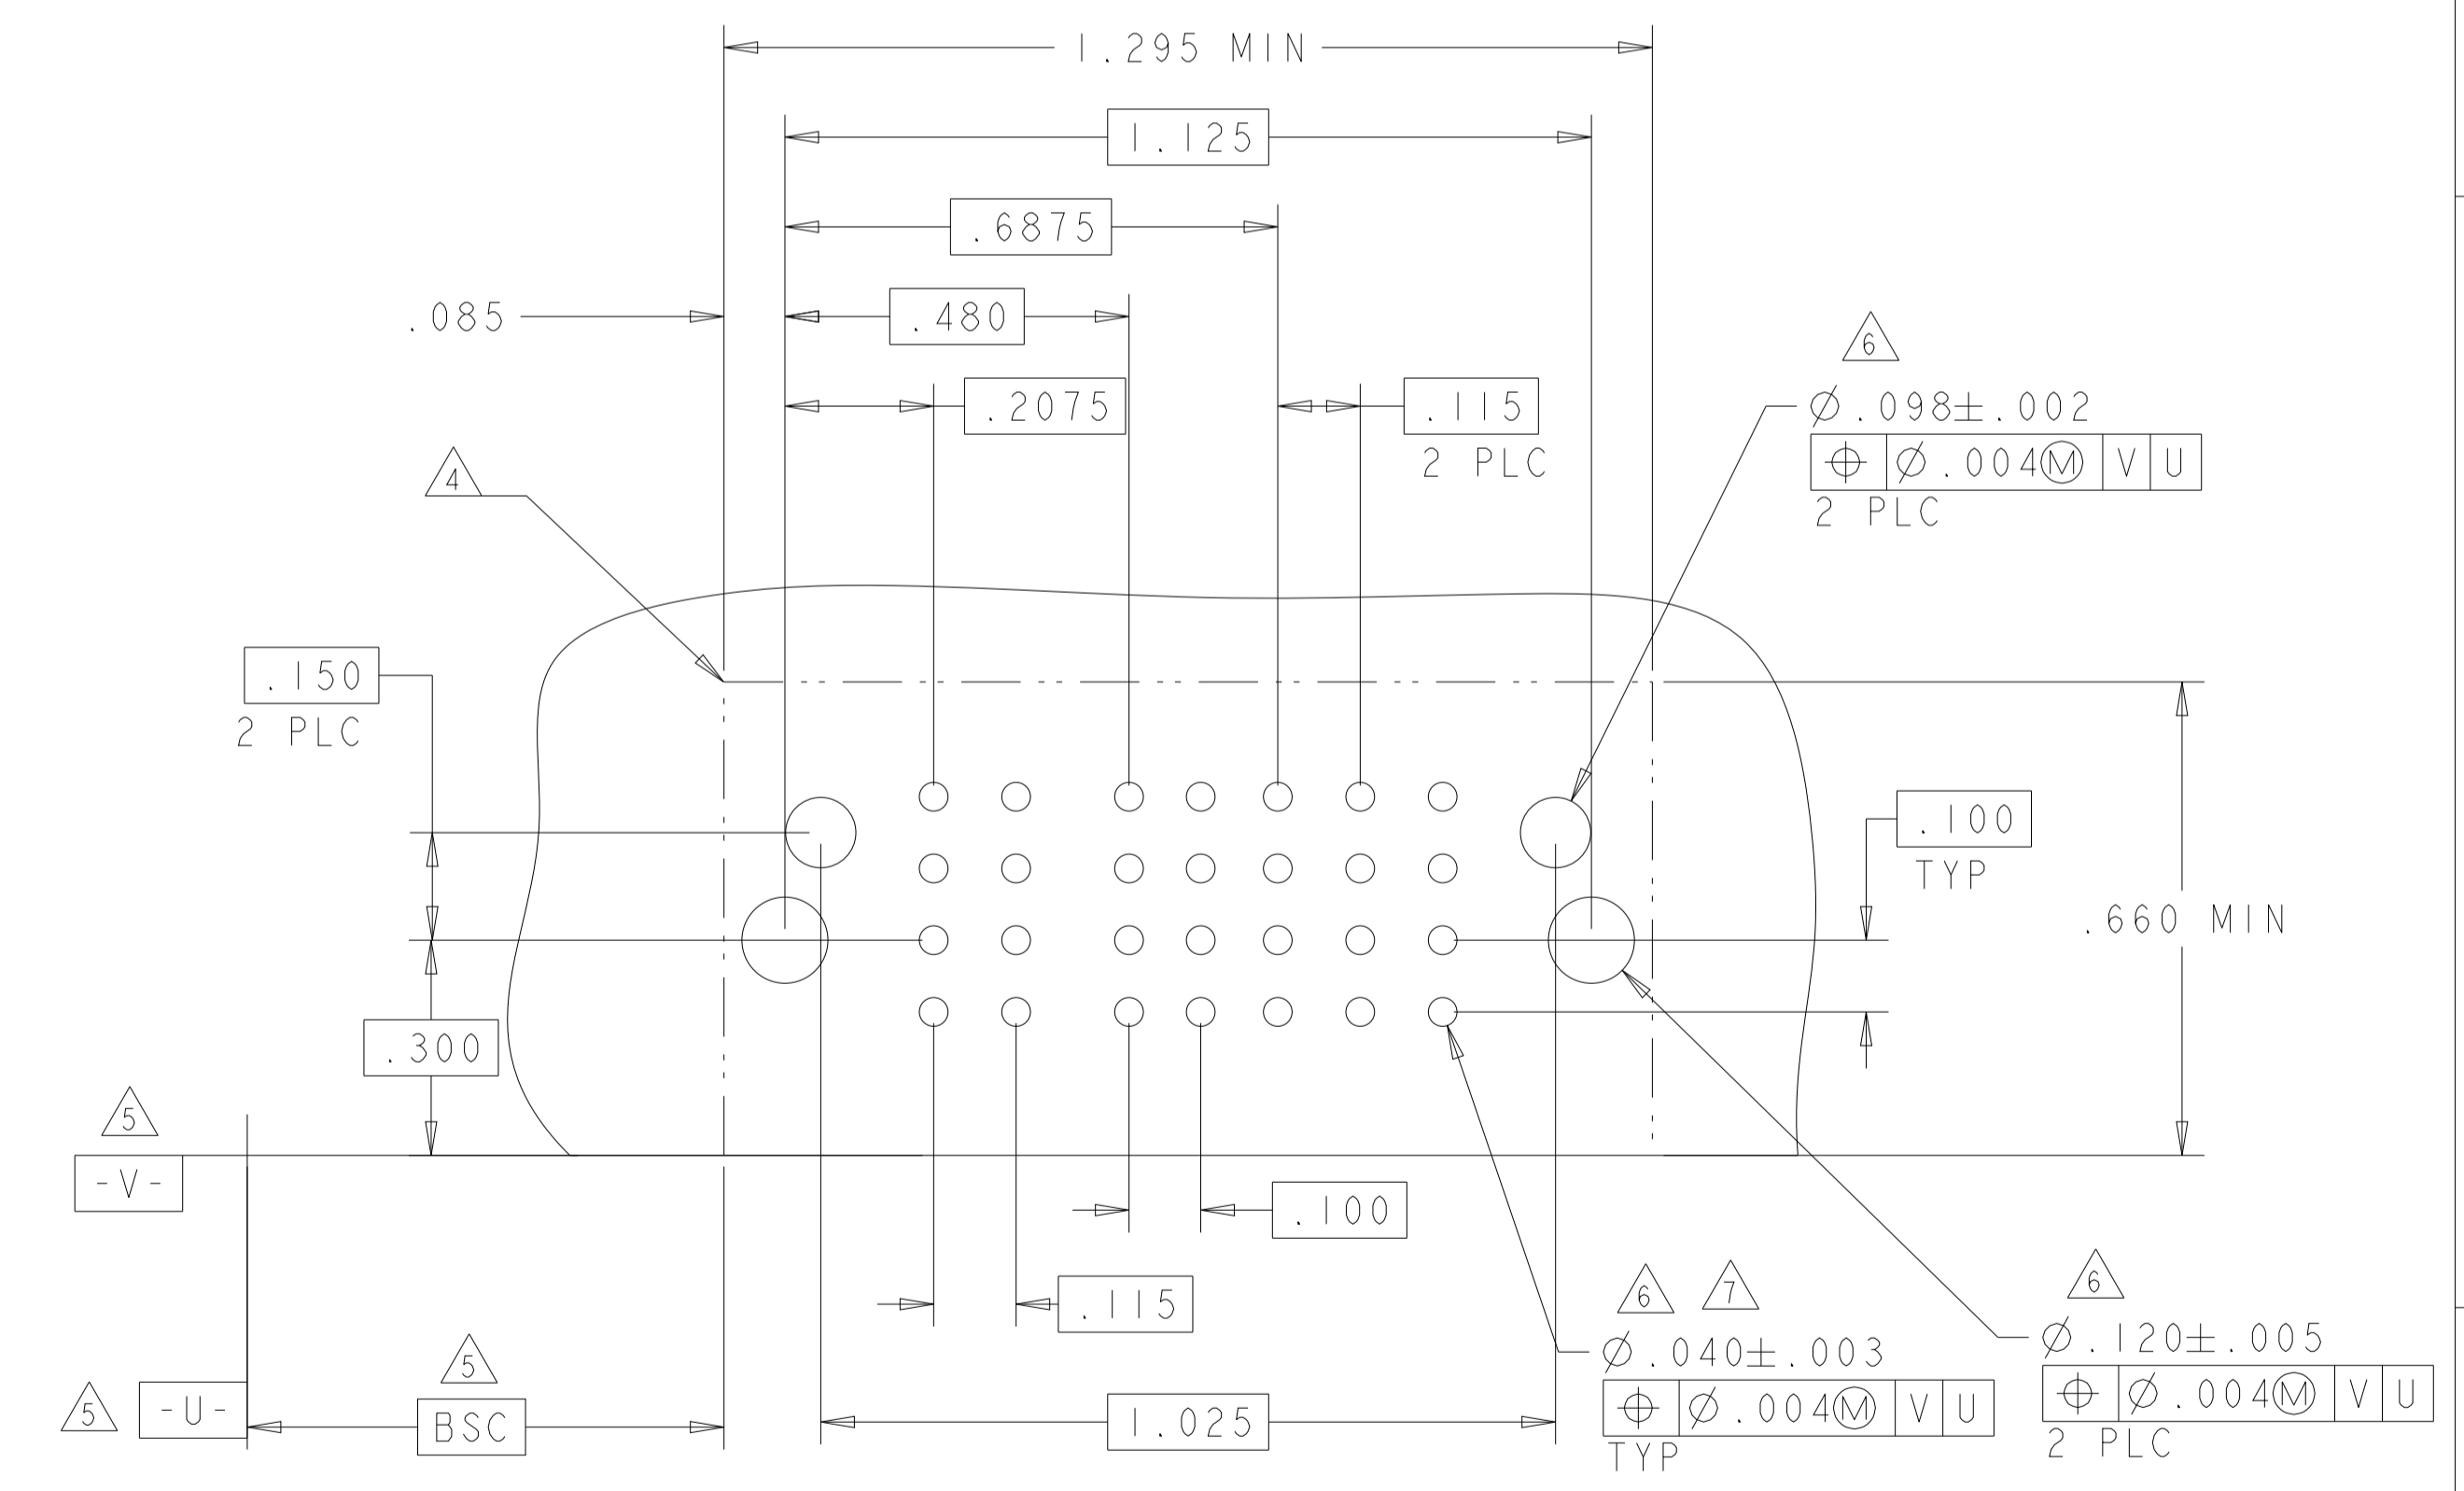 1.295 MIN
1.125
.6875
.085
.480
.2075
.115
2 PLC
6
Ø.098±.002
⌖ Ø.004Ⓜ V U
2 PLC
4
.150
2 PLC
.100
TYP
.660 MIN
.300
5
-V-
.100
.115
6 7
Ø.040±.003
⌖ Ø.004Ⓜ V U
TYP
6
Ø.120±.005
⌖ Ø.004Ⓜ V U
2 PLC
5
-U-
5
BSC
1.025